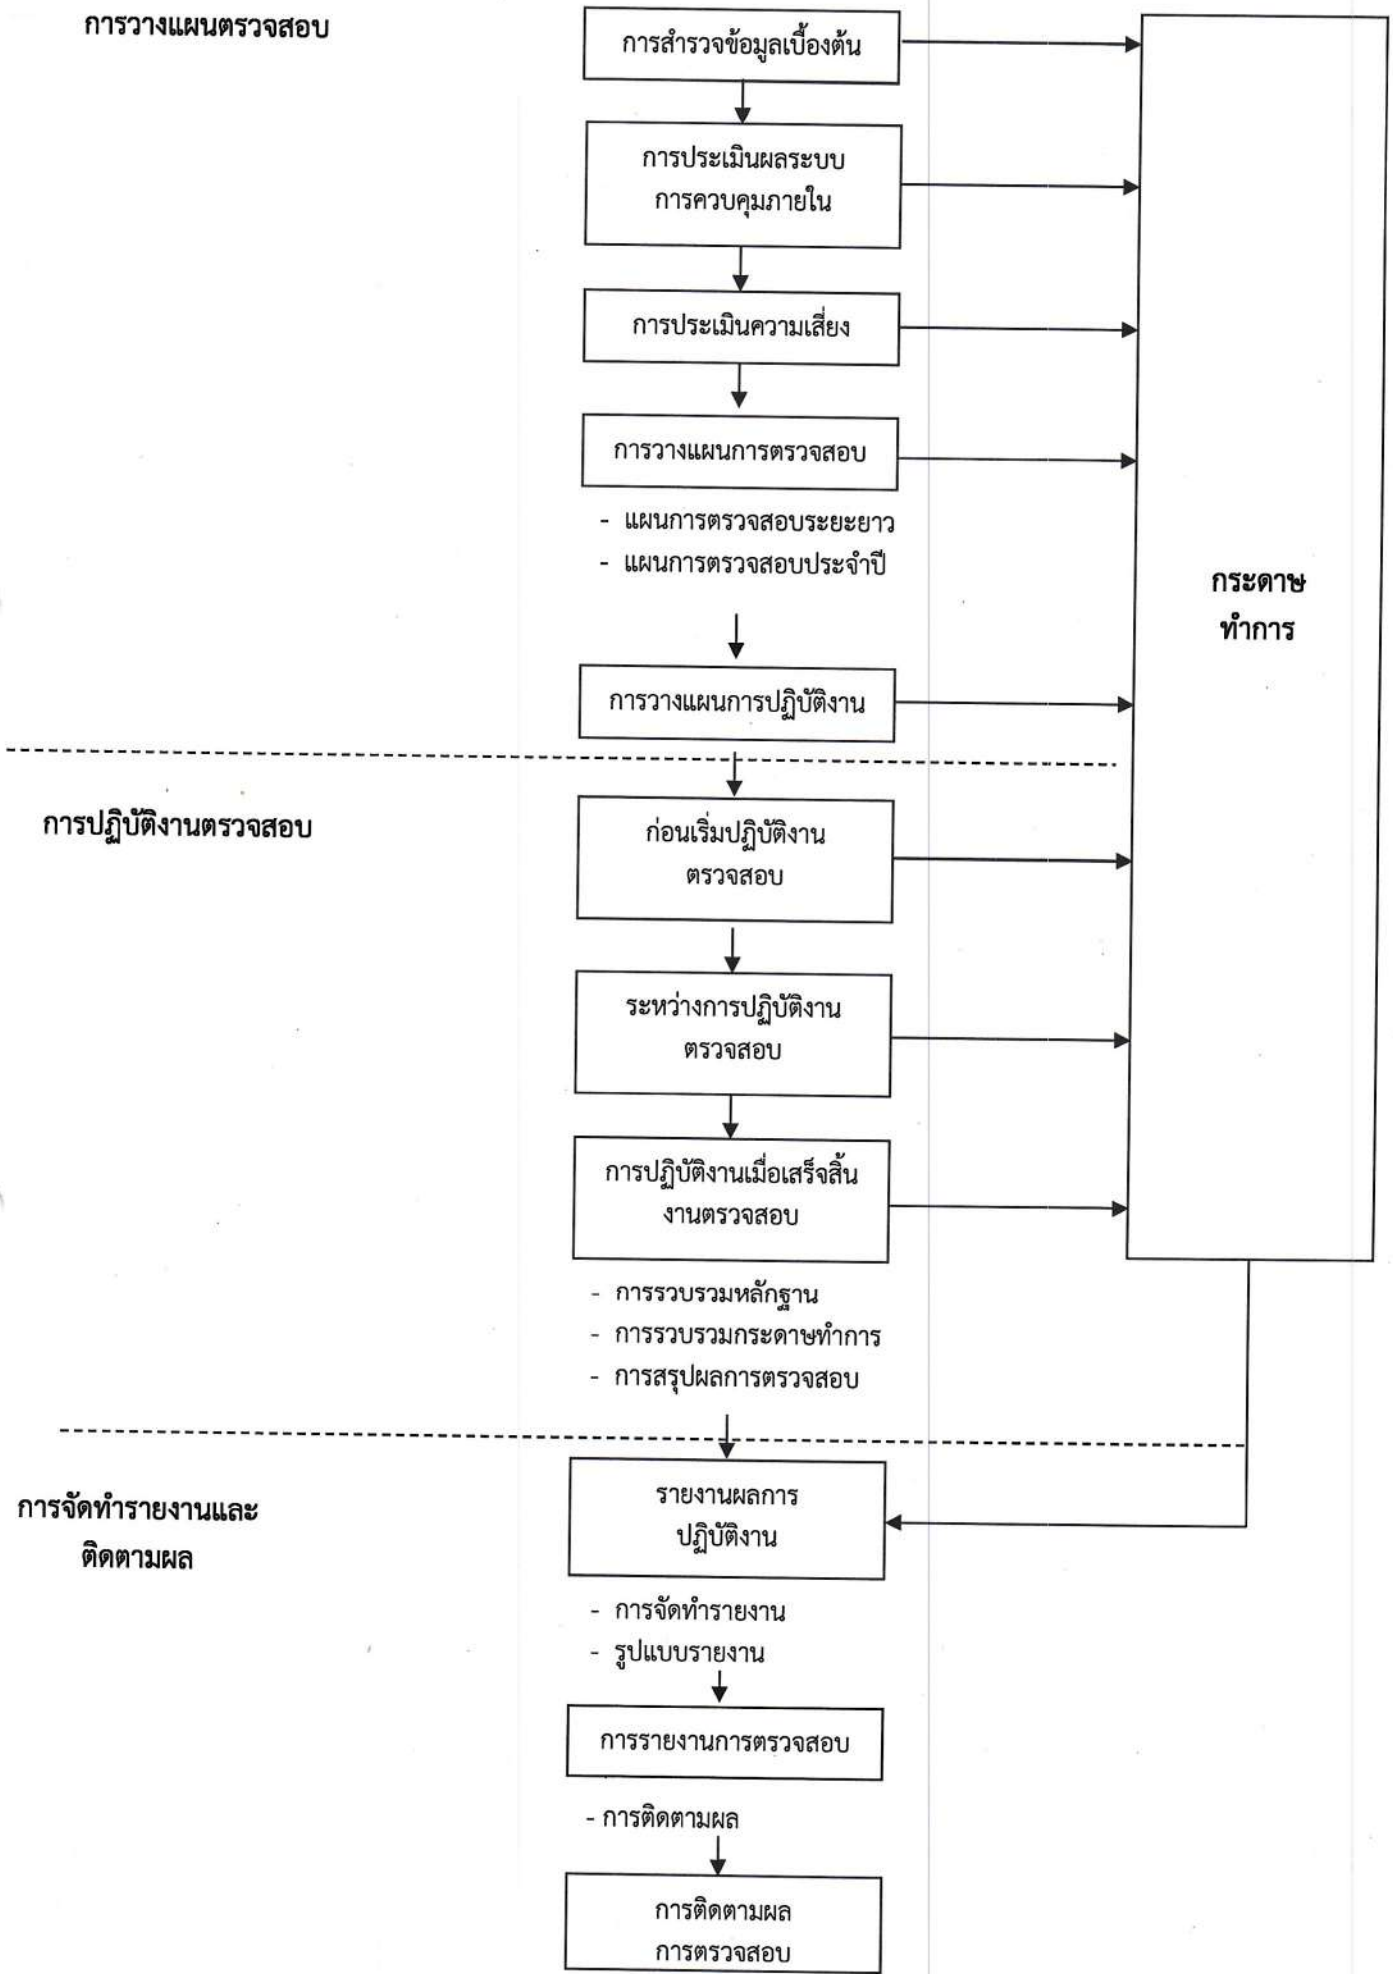 การวางแผนตรวจสอบ
การสำรวจข้อมูลเบื้องต้น
การประเมินผลระบบ
การควบคุมภายใน
การประเมินความเสี่ยง
การวางแผนการตรวจสอบ
- แผนการตรวจสอบระยะยาว
- แผนการตรวจสอบประจำปี
กระดาษ
ทำการ
การวางแผนการปฏิบัติงาน
การปฏิบัติงานตรวจสอบ
ก่อนเริ่มปฏิบัติงาน
ตรวจสอบ
ระหว่างการปฏิบัติงาน
ตรวจสอบ
การปฏิบัติงานเมื่อเสร็จสิ้น
งานตรวจสอบ
- การรวบรวมหลักฐาน
- การรวบรวมกระดาษทำการ
- การสรุปผลการตรวจสอบ
การจัดทำรายงานและ
ติดตามผล
รายงานผลการ
ปฏิบัติงาน
- การจัดทำรายงาน
- รูปแบบรายงาน
การรายงานการตรวจสอบ
- การติดตามผล
การติดตามผล
การตรวจสอบ